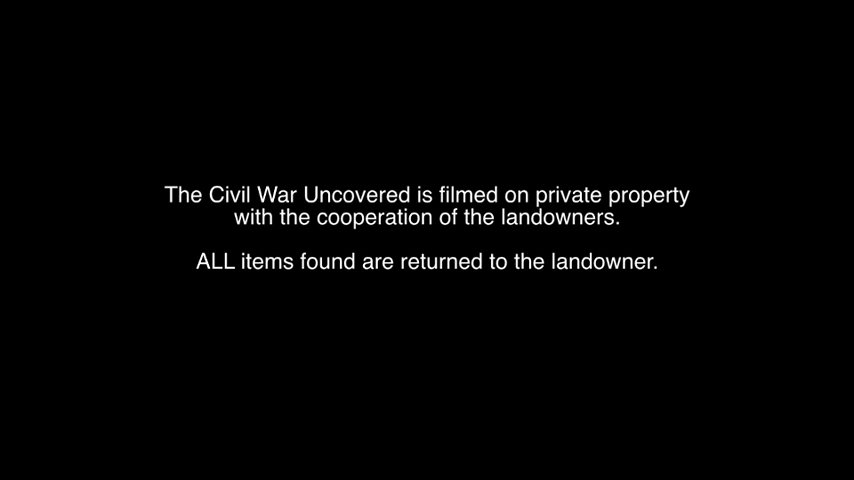 The Civil War Uncovered is filmed on private property
with the cooperation of the landowners.
ALL items found are returned to the landowner.